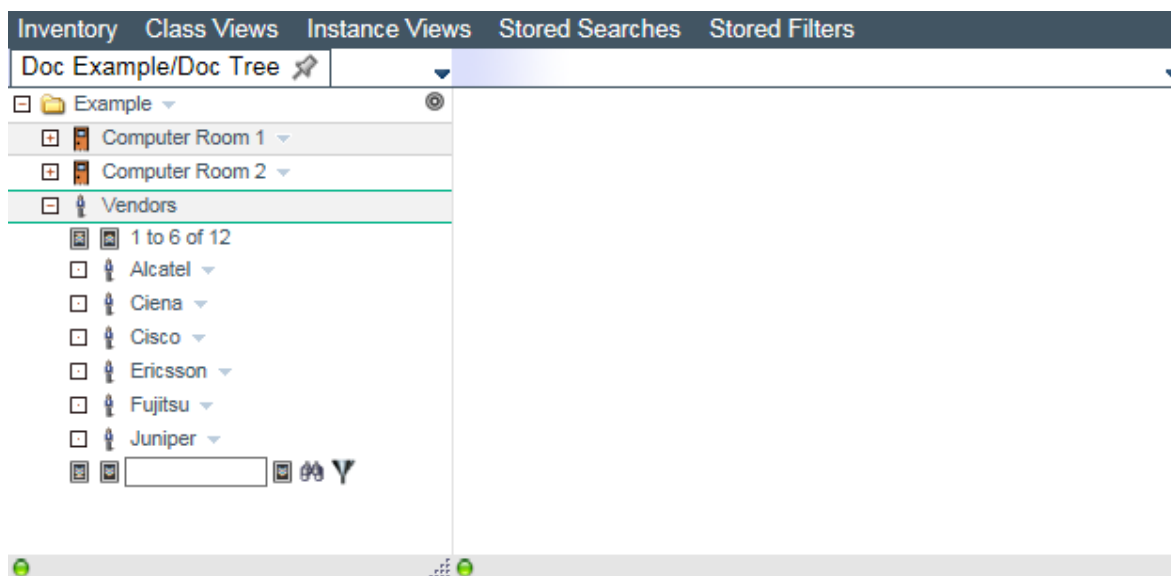 Inventory Class Views Instance Views Stored Searches Stored Filters
Doc Example/Doc Tree
Example
Computer Room 1
Computer Room 2
Vendors
1 to 6 of 12
Alcatel
Ciena
Cisco
Ericsson
Fujitsu
Juniper